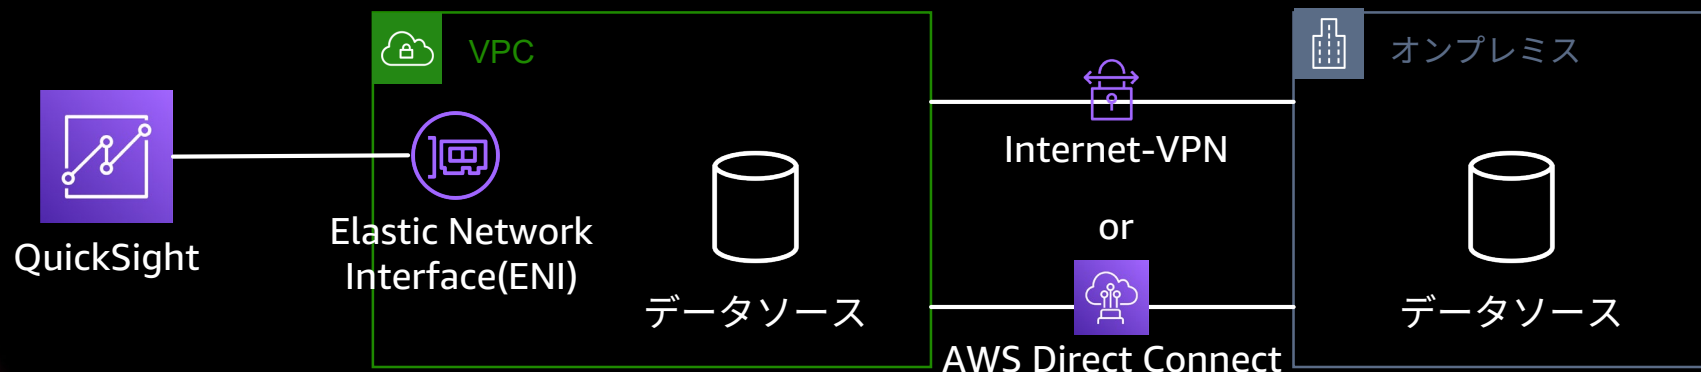 VPC
オンプレミス
QuickSight
Elastic Network
Interface(ENI)
データソース
Internet-VPN
or
AWS Direct Connect
データソース